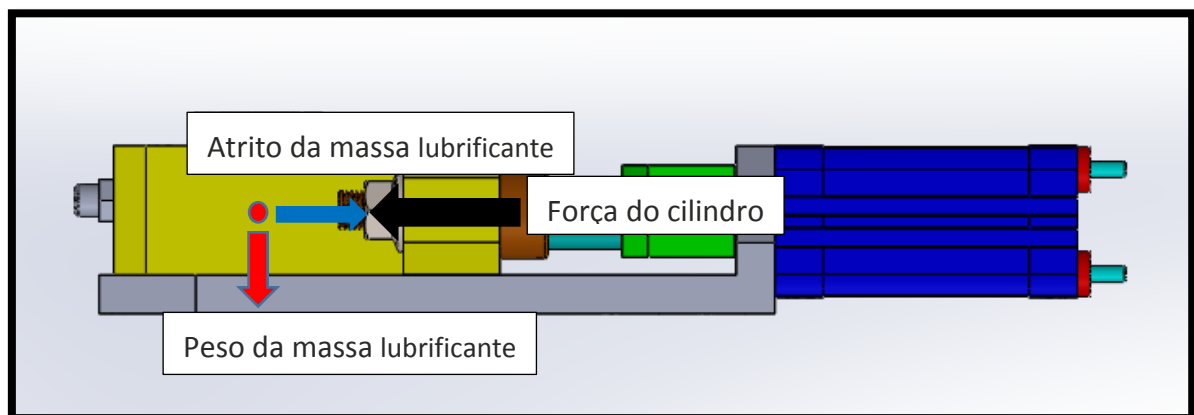 Atrito da massa lubrificante
Força do cilindro
Peso da massa lubrificante